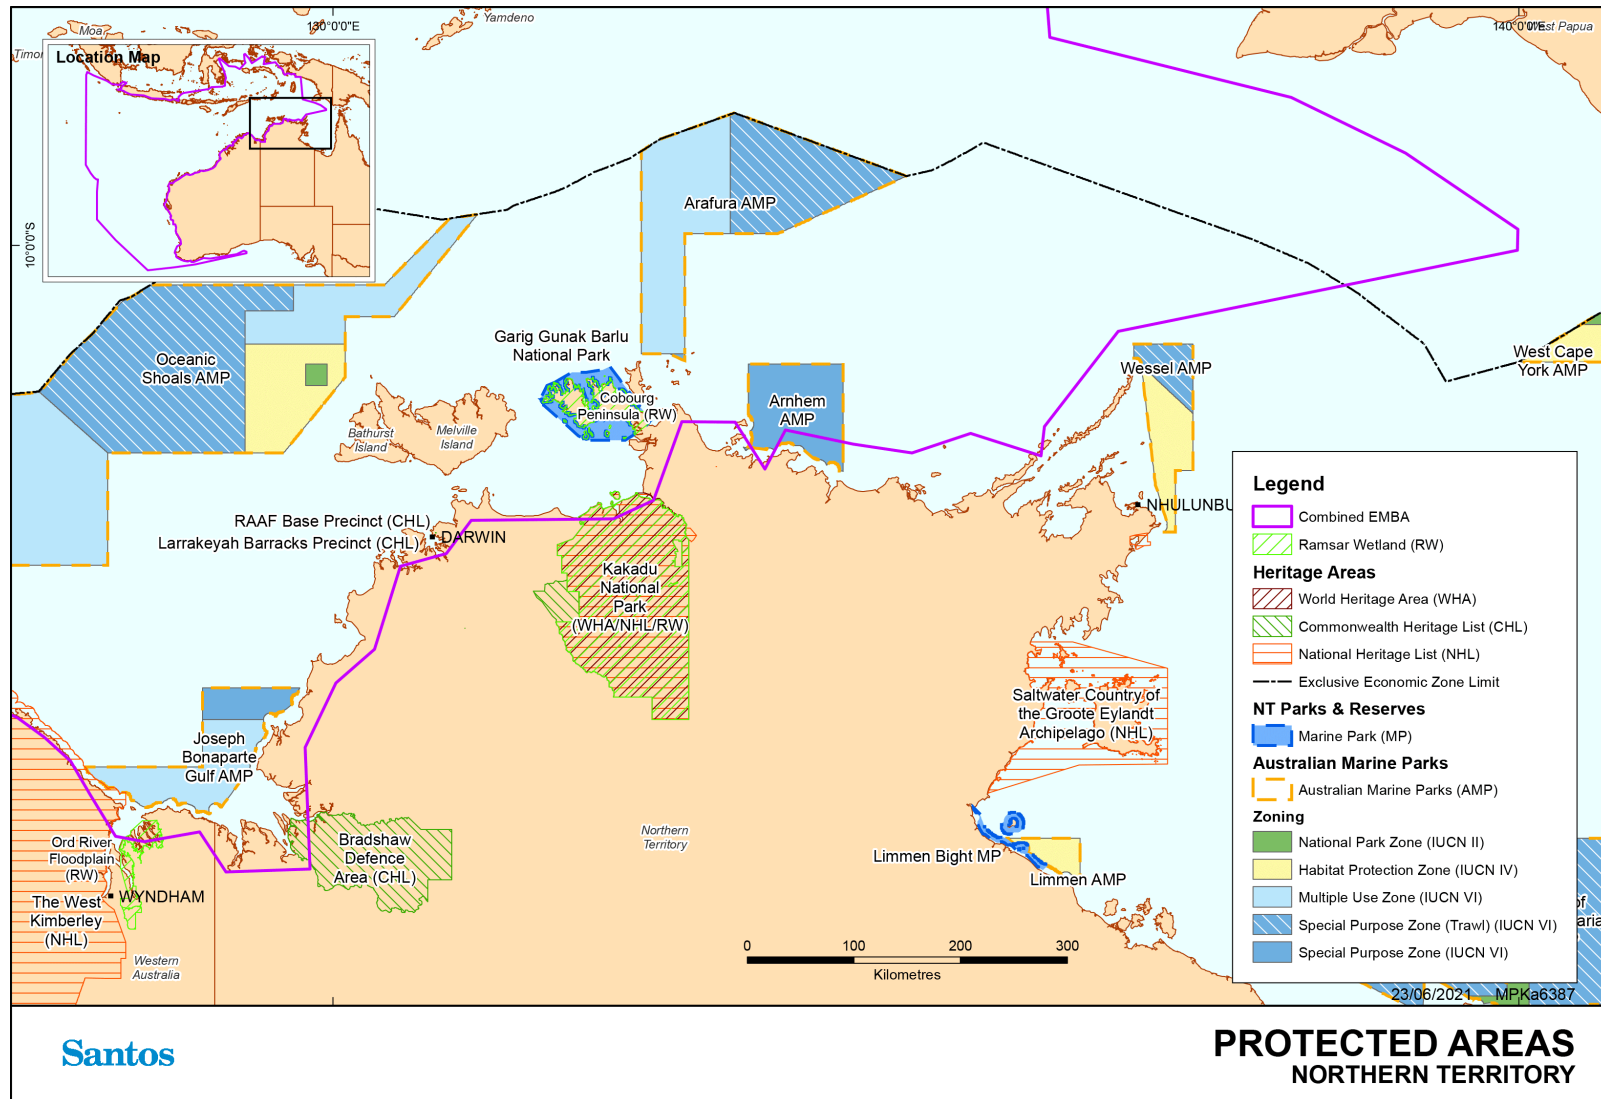 Yamdeno
130°0'0"E
140°0'0"E
West Papua
Moa
Timor
Location Map
10°0'0"S
Arafura AMP
Garig Gunak Barlu
National Park
Oceanic
Shoals AMP
Cobourg
Peninsula (RW)
Arnhem
AMP
Wessel AMP
West Cape
York AMP
Bathurst
Island
Melville
Island
RAAF Base Precinct (CHL)
Larrakeyah Barracks Precinct (CHL)
DARWIN
NHULUNBU
Kakadu
National
Park
(WHA/NHL/RW)
Saltwater Country of
the Groote Eylandt
Archipelago (NHL)
Joseph
Bonaparte
Gulf AMP
Ord River
Floodplain
(RW)
WYNDHAM
The West
Kimberley
(NHL)
Bradshaw
Defence
Area (CHL)
Northern
Territory
Western
Australia
Limmen Bight MP
Limmen AMP
0 100 200 300
Kilometres
Legend
Combined EMBA
Ramsar Wetland (RW)
Heritage Areas
World Heritage Area (WHA)
Commonwealth Heritage List (CHL)
National Heritage List (NHL)
Exclusive Economic Zone Limit
NT Parks & Reserves
Marine Park (MP)
Australian Marine Parks
Australian Marine Parks (AMP)
Zoning
National Park Zone (IUCN II)
Habitat Protection Zone (IUCN IV)
Multiple Use Zone (IUCN VI)
Special Purpose Zone (Trawl) (IUCN VI)
Special Purpose Zone (IUCN VI)
of
aria
23/06/2021 MPKa6387
Santos
PROTECTED AREAS
NORTHERN TERRITORY